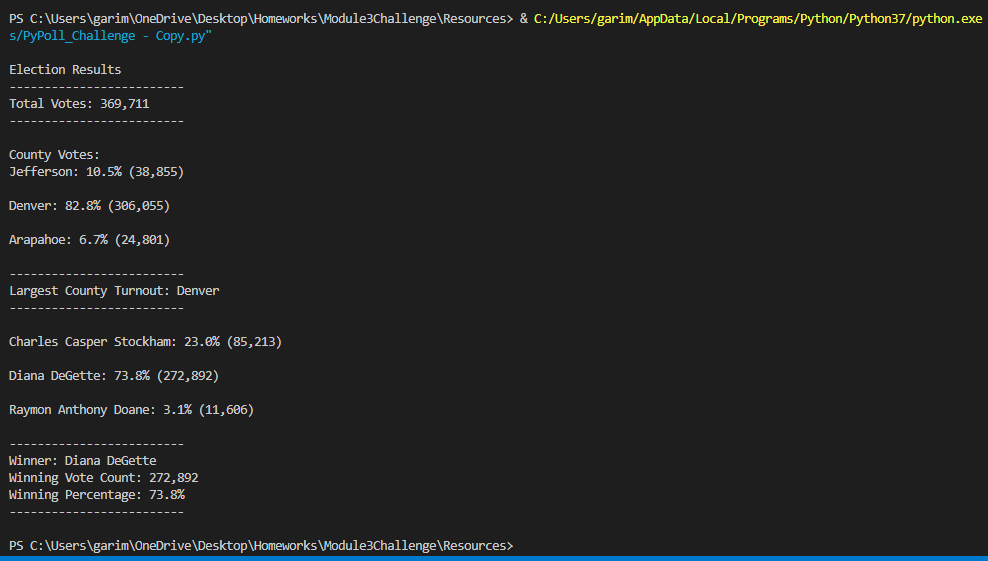 PS C:\Users\garim\OneDrive\Desktop\Homeworks\Module3Challenge\Resources> & C:/Users/garim/AppData/Local/Programs/Python/Python37/python.exe
s/PyPoll_Challenge - Copy.py"
Election Results
-------------------------
Total Votes: 369,711
-------------------------
County Votes:
Jefferson: 10.5% (38,855)
Denver: 82.8% (306,055)
Arapahoe: 6.7% (24,801)
-------------------------
Largest County Turnout: Denver
-------------------------
Charles Casper Stockham: 23.0% (85,213)
Diana DeGette: 73.8% (272,892)
Raymon Anthony Doane: 3.1% (11,606)
-------------------------
Winner: Diana DeGette
Winning Vote Count: 272,892
Winning Percentage: 73.8%
-------------------------
PS C:\Users\garim\OneDrive\Desktop\Homeworks\Module3Challenge\Resources>